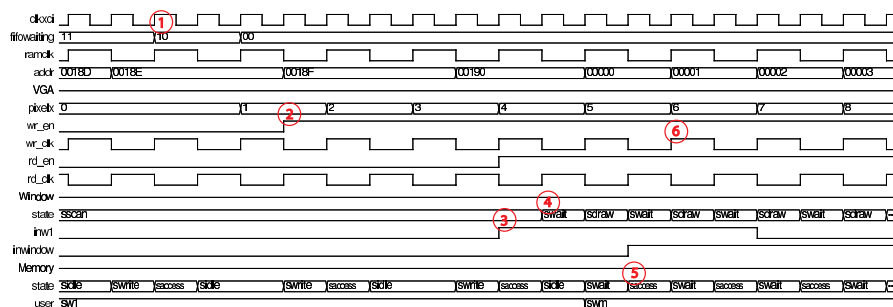 clkxci 1
fifowaiting 11 10 00
ramclk
addr 0018D 0018E 0018F 00190 00000 00001 00002 00003
VGA
pixelx 0 1 2 3 4 5 6 7 8
wr_en 2
wr_clk 6
rd_en
rd_clk
Window 4
state sscan swait sdraw swait sdraw swait sdraw swait sdraw
inw1 3
inwindow
Memory 5
state sidle swrite saccess sidle swrite saccess sidle swrite saccess sidle swait saccess swait saccess swait saccess swait
user sw1 swm